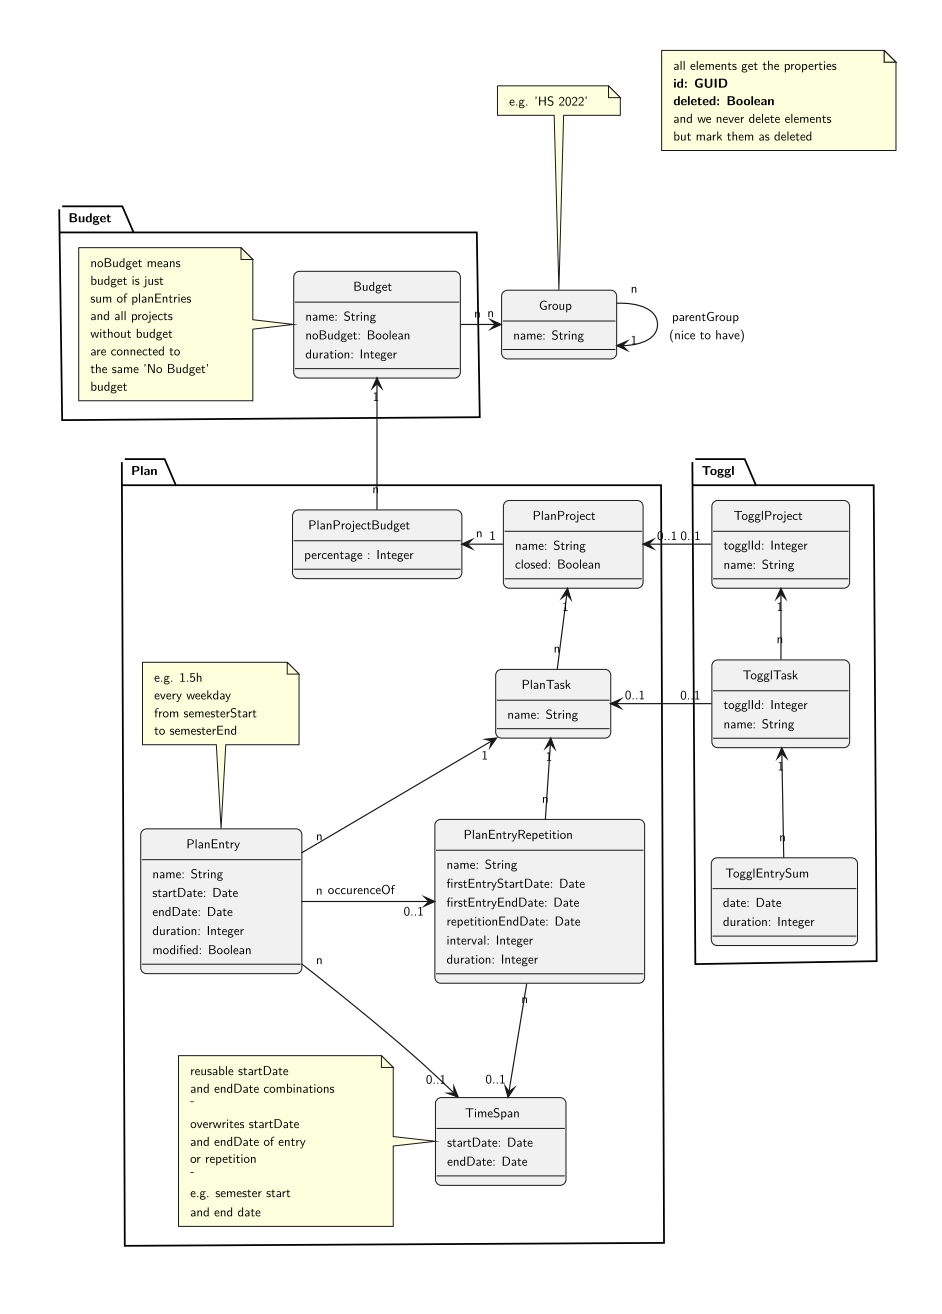 all elements get the properties
id: GUID
deleted: Boolean
and we never delete elements
but mark them as deleted
e.g. 'HS 2022'
Budget
noBudget means
budget is just
sum of planEntries
and all projects
without budget
are connected to
the same 'No Budget'
budget
Budget
name: String
noBudget: Boolean
duration: Integer
n n
Group
name: String
n
1
parentGroup
(nice to have)
1
n
Plan
PlanProjectBudget
percentage : Integer
n 1
PlanProject
name: String
closed: Boolean
0..1 0..1
Toggl
TogglProject
togglId: Integer
name: String
1
n
1
n
e.g. 1.5h
every weekday
from semesterStart
to semesterEnd
PlanTask
name: String
0..1 0..1
TogglTask
togglId: Integer
name: String
1
1
1
n
n
n
PlanEntry
name: String
startDate: Date
endDate: Date
duration: Integer
modified: Boolean
n occurenceOf
0..1
PlanEntryRepetition
name: String
firstEntryStartDate: Date
firstEntryEndDate: Date
repetitionEndDate: Date
interval: Integer
duration: Integer
TogglEntrySum
date: Date
duration: Integer
n
n
0..1
0..1
reusable startDate
and endDate combinations
-
overwrites startDate
and endDate of entry
or repetition
-
e.g. semester start
and end date
TimeSpan
startDate: Date
endDate: Date